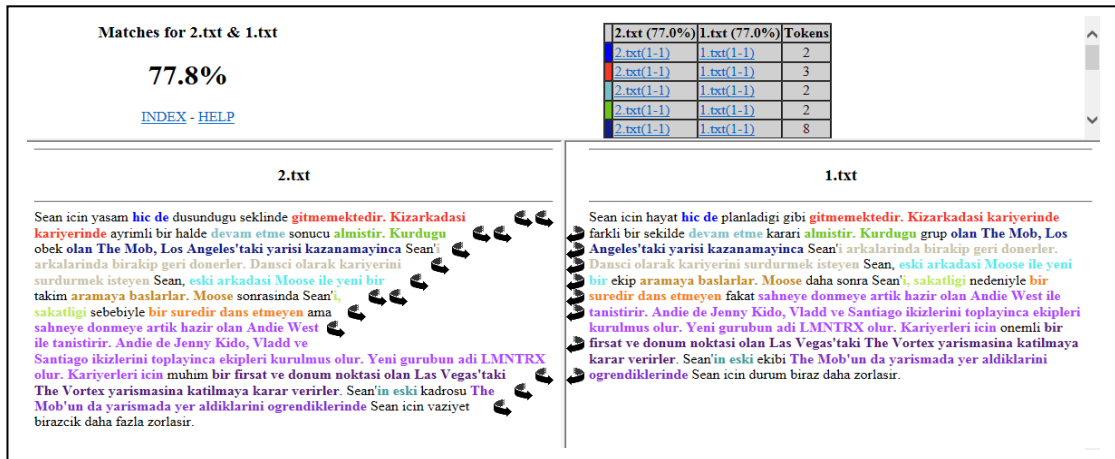 Matches for 2.txt & 1.txt
77.8%
INDEX - HELP
2.txt (77.0%) 1.txt (77.0%) Tokens
2.txt(1-1) 1.txt(1-1) 2
2.txt(1-1) 1.txt(1-1) 3
2.txt(1-1) 1.txt(1-1) 2
2.txt(1-1) 1.txt(1-1) 2
2.txt(1-1) 1.txt(1-1) 8
2.txt
Sean icin yasam hic de dusundugu seklinde gitmemektedir. Kizarkadasi
kariyerinde ayrimli bir halde devam etme sonucu almistir. Kurdugu
obek olan The Mob, Los Angeles'taki yarisi kazanamayinca Sean'i
arkalarinda birakip geri donerler. Dansci olarak kariyerini
surdurmek isteyen Sean, eski arkadasi Moose ile yeni bir
takim aramaya baslarlar. Moose sonrasinda Sean'i,
sakatligi sebebiyle bir suredir dans etmeyen ama
sahneye donmeye artik hazir olan Andie West
ile tanistirir. Andie de Jenny Kido, Vladd ve
Santiago ikizlerini toplayinca ekipleri kurulmus olur. Yeni gurubun adi LMNTRX
olur. Kariyerleri icin muhim bir firsat ve donum noktasi olan Las Vegas'taki
The Vortex yarismasina katilmaya karar verirler. Sean'in eski kadrosu The
Mob'un da yarismada yer aldiklarini ogrendiklerinde Sean icin vaziyet
birazcik daha fazla zorlasir.
1.txt
Sean icin hayat hic de planladigi gibi gitmemektedir. Kizarkadasi kariyerinde
farkli bir sekilde devam etme karari almistir. Kurdugu grup olan The Mob, Los
Angeles'taki yarisi kazanamayinca Sean'i arkalarinda birakip geri donerler.
Dansci olarak kariyerini surdurmek isteyen Sean, eski arkadasi Moose ile yeni
bir ekip aramaya baslarlar. Moose daha sonra Sean'i, sakatligi nedeniyle bir
suredir dans etmeyen fakat sahneye donmeye artik hazir olan Andie West ile
tanistirir. Andie de Jenny Kido, Vladd ve Santiago ikizlerini toplayinca ekipleri
kurulmus olur. Yeni gurubun adi LMNTRX olur. Kariyerleri icin onemli bir
firsat ve donum noktasi olan Las Vegas'taki The Vortex yarismasina katilmaya
karar verirler. Sean'in eski ekibi The Mob'un da yarismada yer aldiklarini
ogrendiklerinde Sean icin durum biraz daha zorlasir.